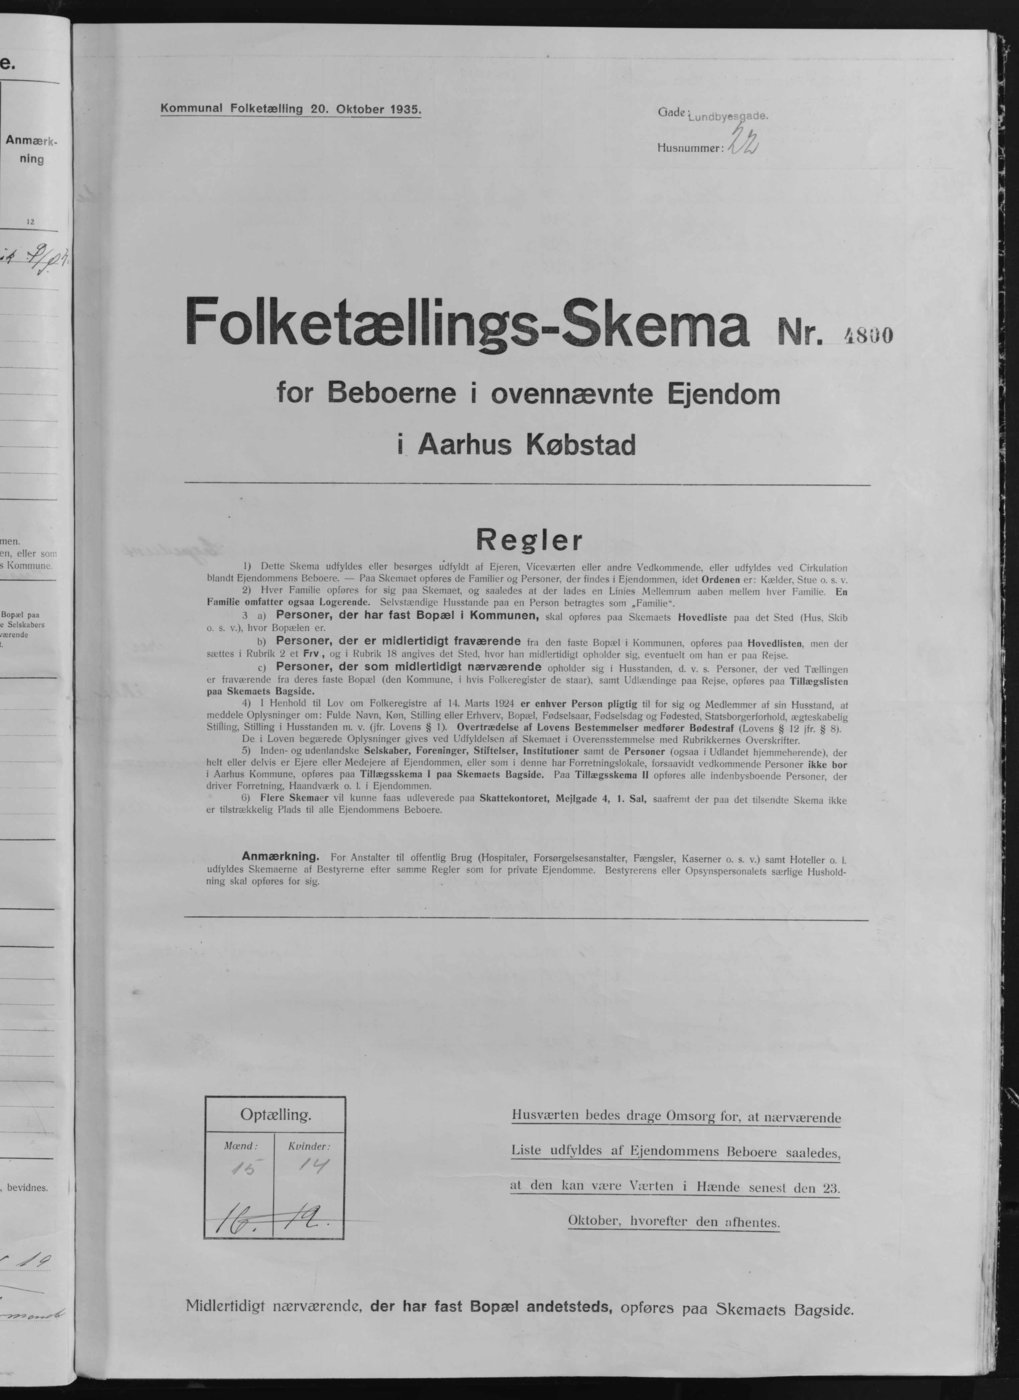 e.
Anmærk-
ning
12
men.
en, eller som
s Kommune.
Bopæl paa
e Selskabers
værende
t.
, bevidnes.
19
Kommunal Folketælling 20. Oktober 1935.
Gade: Lundbyesgade.
Husnummer: 22
Folketællings-Skema Nr. 4800
for Beboerne i ovennævnte Ejendom
i Aarhus Købstad
Regler
1) Dette Skema udfyldes eller besørges udfyldt af Ejeren, Viceværten eller andre Vedkommende, eller udfyldes ved Cirkulation
blandt Ejendommens Beboere. — Paa Skemaet opføres de Familier og Personer, der findes i Ejendommen, idet Ordenen er: Kælder, Stue o. s. v.
2) Hver Familie opføres for sig paa Skemaet, og saaledes at der lades en Linies Mellemrum aaben mellem hver Familie. En
Familie omfatter ogsaa Logerende. Selvstændige Husstande paa en Person betragtes som „Familie“.
3 a) Personer, der har fast Bopæl i Kommunen, skal opføres paa Skemaets Hovedliste paa det Sted (Hus, Skib
o. s. v.), hvor Bopælen er.
b) Personer, der er midlertidigt fraværende fra den faste Bopæl i Kommunen, opføres paa Hovedlisten, men der
sættes i Rubrik 2 et Frv., og i Rubrik 18 angives det Sted, hvor han midlertidigt opholder sig, eventuelt om han er paa Rejse.
c) Personer, der som midlertidigt nærværende opholder sig i Husstanden, d. v. s. Personer, der ved Tællingen
er fraværende fra deres faste Bopæl (den Kommune, i hvis Folkeregister de staar), samt Udlændinge paa Rejse, opføres paa Tillægslisten
paa Skemaets Bagside.
4) I Henhold til Lov om Folkeregistre af 14. Marts 1924 er enhver Person pligtig til for sig og Medlemmer af sin Husstand, at
meddele Oplysninger om: Fulde Navn, Køn, Stilling eller Erhverv, Bopæl, Fødselsaar, Fødselsdag og Fødested, Statsborgerforhold, ægteskabelig
Stilling, Stilling i Husstanden m. v. (jfr. Lovens § 1). Overtrædelse af Lovens Bestemmelser medfører Bødestraf (Lovens § 12 jfr. § 8).
De i Loven begærede Oplysninger gives ved Udfyldelsen af Skemaet i Overensstemmelse med Rubrikkernes Overskrifter.
5) Inden- og udenlandske Selskaber, Foreninger, Stiftelser, Institutioner samt de Personer (ogsaa i Udlandet hjemmehørende), der
helt eller delvis er Ejere eller Medejere af Ejendommen, eller som i denne har Forretningslokale, forsaavidt vedkommende Personer ikke bor
i Aarhus Kommune, opføres paa Tillægsskema I paa Skemaets Bagside. Paa Tillægsskema II opføres alle indenbysboende Personer, der
driver Forretning, Haandværk o. l. i Ejendommen.
6) Flere Skemaer vil kunne faas udleverede paa Skattekontoret, Mejlgade 4, 1. Sal, saafremt der paa det tilsendte Skema ikke
er tilstrækkelig Plads til alle Ejendommens Beboere.
Anmærkning. For Anstalter til offentlig Brug (Hospitaler, Forsørgelsesanstalter, Fængsler, Kaserner o. s. v.) samt Hoteller o. l.
udfyldes Skemaerne af Bestyrerne efter samme Regler som for private Ejendomme. Bestyrerens eller Opsynspersonalets særlige Hushold-
ning skal opføres for sig.
Optælling.
Mænd: Kvinder:
15 14
16. 12.
Husværten bedes drage Omsorg for, at nærværende
Liste udfyldes af Ejendommens Beboere saaledes,
at den kan være Værten i Hænde senest den 23.
Oktober, hvorefter den afhentes.
Midlertidigt nærværende, der har fast Bopæl andetsteds, opføres paa Skemaets Bagside.